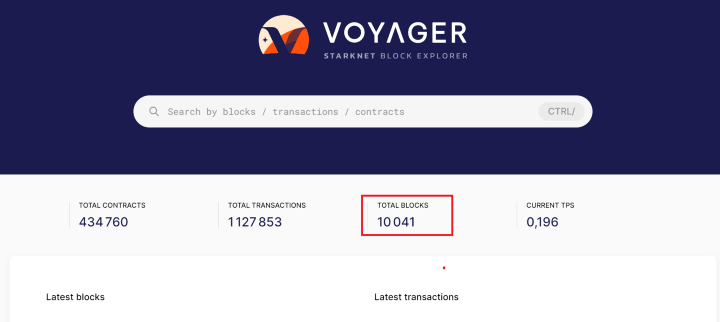 VOYAGER
STARKNET BLOCK EXPLORER
Search by blocks / transactions / contracts
CTRL/
TOTAL CONTRACTS
434 760
TOTAL TRANSACTIONS
1 127 853
TOTAL BLOCKS
10 041
CURRENT TPS
0,196
Latest blocks
Latest transactions